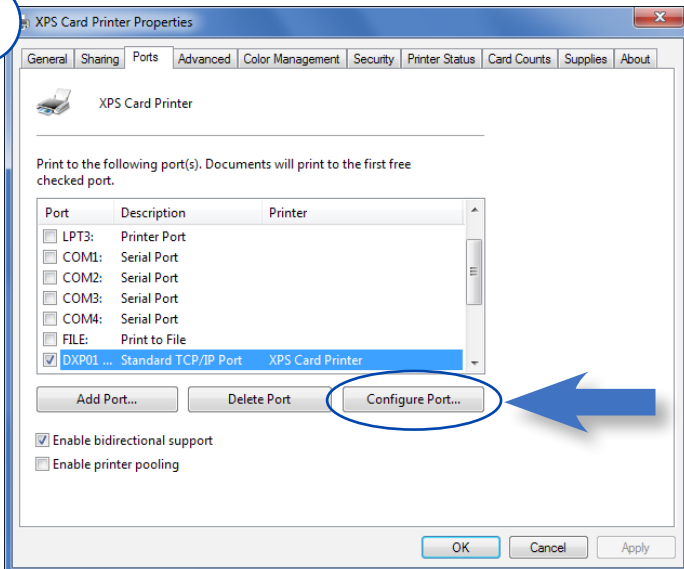 XPS Card Printer Properties
General Sharing Ports Advanced Color Management Security Printer Status Card Counts Supplies About
XPS Card Printer
Print to the following port(s). Documents will print to the first free
checked port.
Port Description Printer
LPT3: Printer Port
COM1: Serial Port
COM2: Serial Port
COM3: Serial Port
COM4: Serial Port
FILE: Print to File
DXP01 ... Standard TCP/IP Port XPS Card Printer
Add Port... Delete Port Configure Port...
Enable bidirectional support
Enable printer pooling
OK Cancel Apply